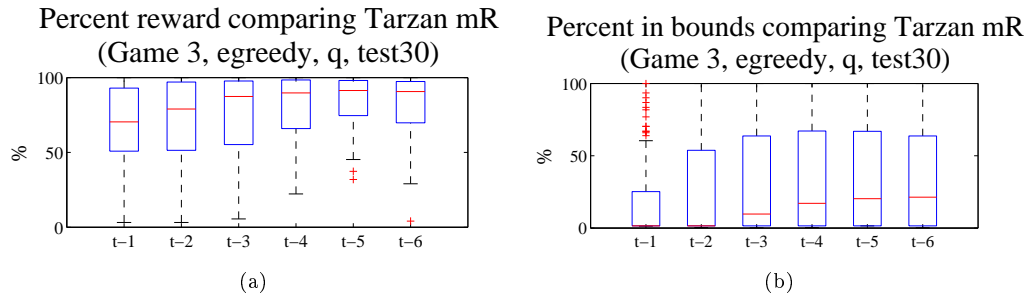 Percent reward comparing Tarzan mR
(Game 3, egreedy, q, test30)
100
50
0
%
t−1 t−2 t−3 t−4 t−5 t−6
(a)
Percent in bounds comparing Tarzan mR
(Game 3, egreedy, q, test30)
100
50
0
%
t−1 t−2 t−3 t−4 t−5 t−6
(b)